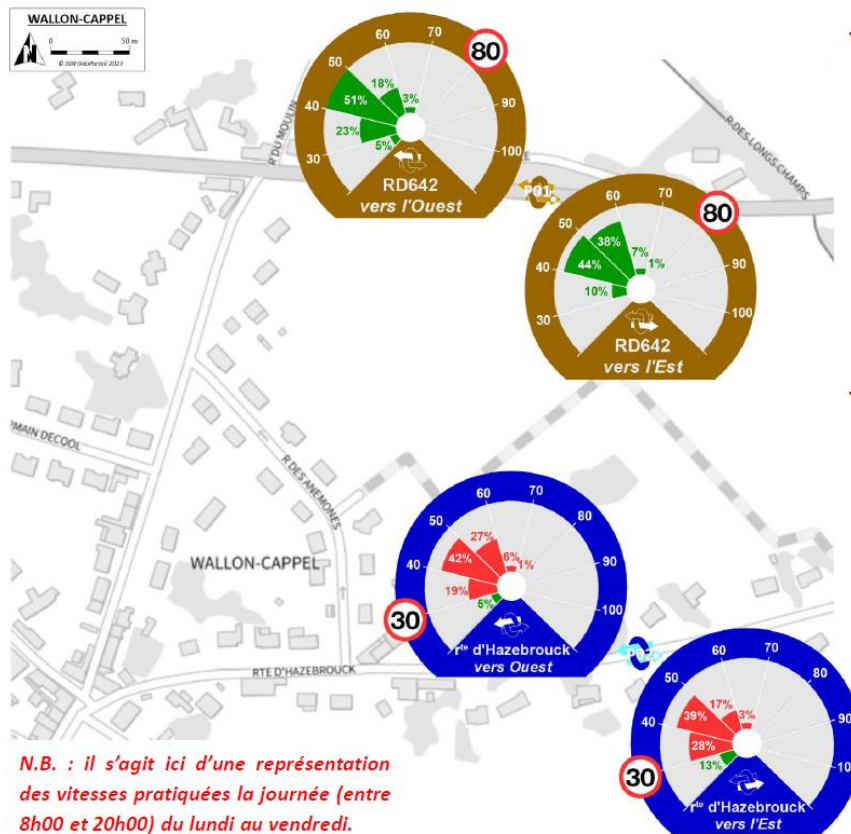 WALLON-CAPPEL
0 50 m
N
© IGN GéoPortail 2023
30
40
50
60
70
80
90
100
5%
23%
51%
18%
3%
RD642
vers l'Ouest
R DU MOULIN
R-DES-LONGS-CHAMPS
P01
30
40
50
60
70
80
90
100
10%
44%
38%
7%
1%
RD642
vers l'Est
RMAIN DECOOL
R DES ANEMONES
WALLON-CAPPEL
30
40
50
60
70
80
90
100
5%
19%
42%
27%
6%
1%
rte d'Hazebrouck
vers Ouest
RTE D'HAZEBROUCK
P02
30
40
50
60
70
80
90
10
13%
28%
39%
17%
3%
rte d'Hazebrouck
vers l'Est
N.B. : il s'agit ici d'une représentation
des vitesses pratiquées la journée (entre
8h00 et 20h00) du lundi au vendredi.